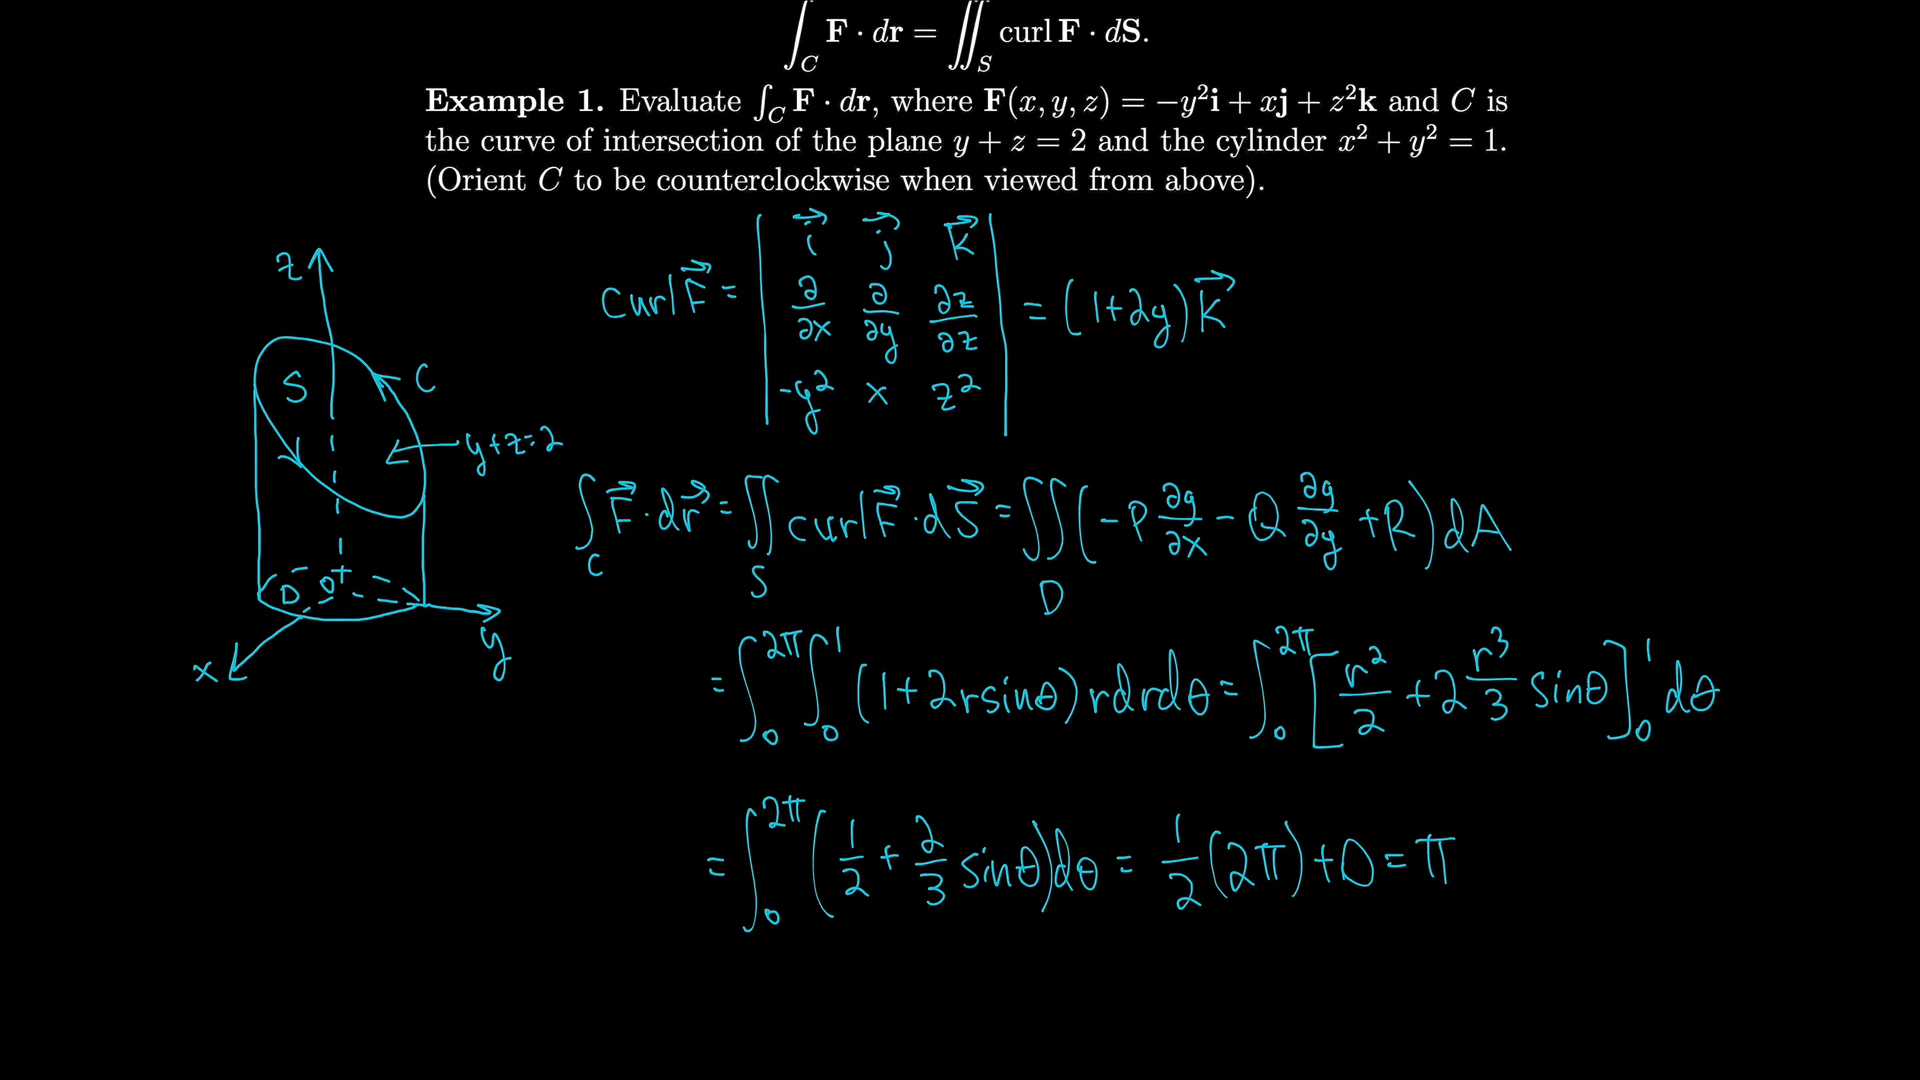 ∫_C F · dr = ∬_S curl F · dS.
Example 1. Evaluate ∫_C F · dr, where F(x, y, z) = −y²i + xj + z²k and C is
the curve of intersection of the plane y + z = 2 and the cylinder x² + y² = 1.
(Orient C to be counterclockwise when viewed from above).
z
S
C
y+z=2
D
0
x
y
curl F⃗ = | i⃗ j⃗ k⃗ |
| ∂/∂x ∂/∂y ∂z/∂z | = (1+2y)k⃗
| -y² x z² |
∫_C F⃗ · dr⃗ = ∬_S curl F⃗ · dS⃗ = ∬_D (-P ∂g/∂x - Q ∂g/∂y + R) dA
= ∫_0^2π ∫_0^1 (1+2r sinθ) r dr dθ = ∫_0^2π [r²/2 + 2 r³/3 sinθ]_0^1 dθ
= ∫_0^2π (1/2 + 2/3 sinθ) dθ = 1/2 (2π) + 0 = π